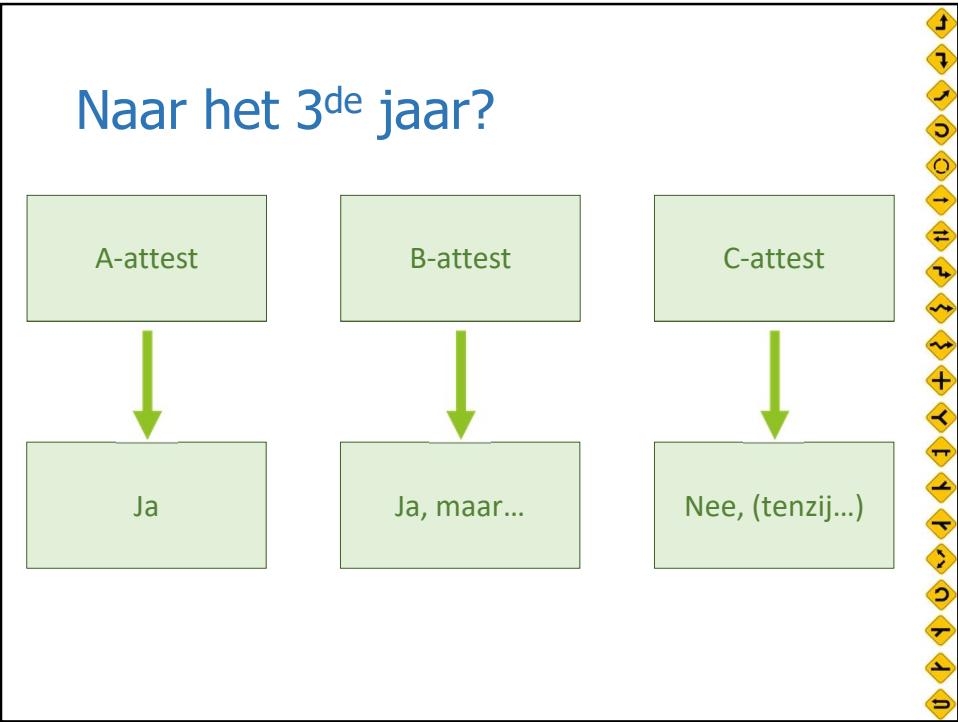 Naar het 3de jaar?
A-attest
B-attest
C-attest
Ja
Ja, maar…
Nee, (tenzij…)